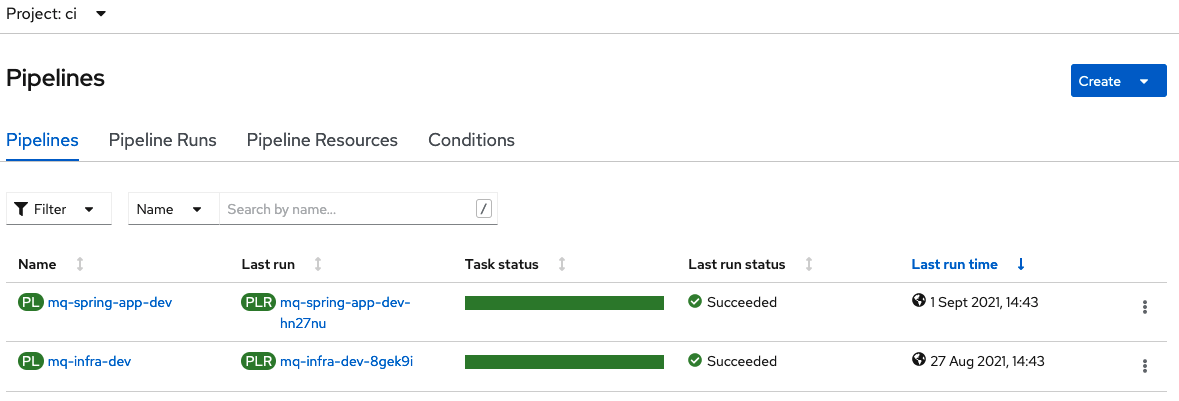 Project: ci
Pipelines
Create
Pipelines Pipeline Runs Pipeline Resources Conditions
Filter Name Search by name... /
Name Last run Task status Last run status Last run time
PL mq-spring-app-dev PLR mq-spring-app-dev- Succeeded 1 Sept 2021, 14:43
hn27nu
PL mq-infra-dev PLR mq-infra-dev-8gek9i Succeeded 27 Aug 2021, 14:43